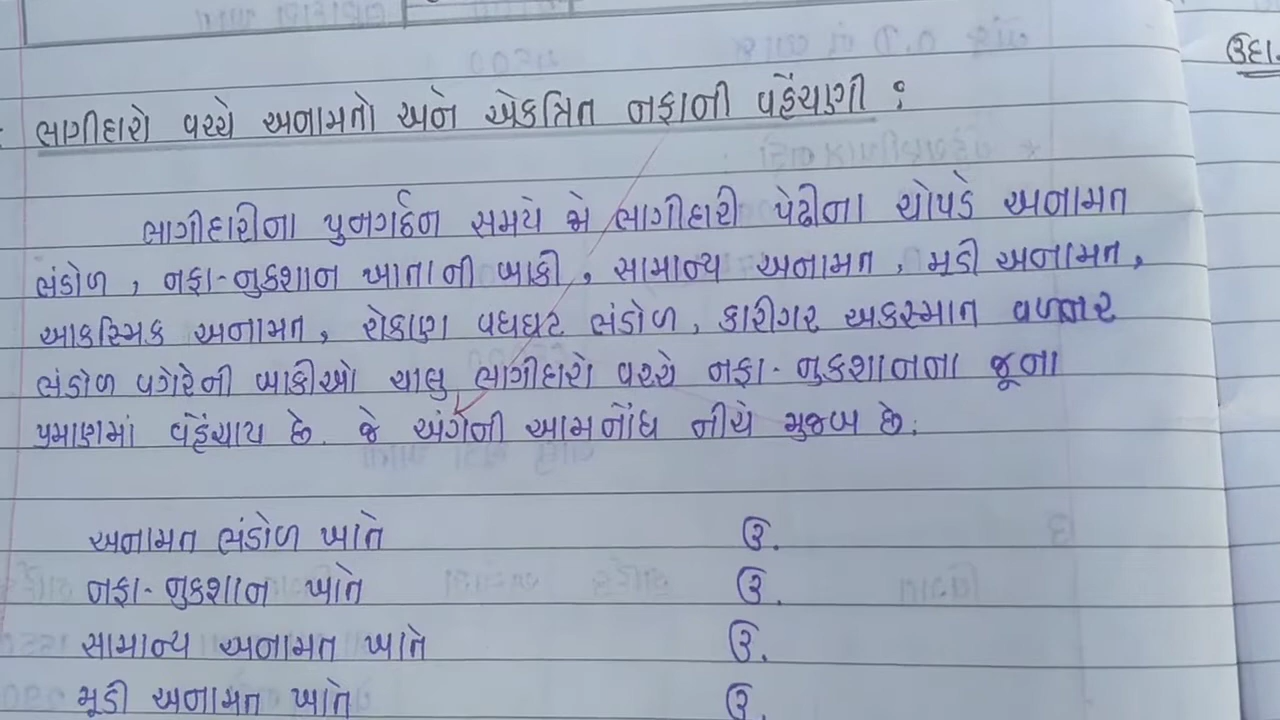 ભાગીદારો વચ્ચે અનામતો અને એકત્રિત નફાની વહેંચણી :
ઉદા.
ભાગીદારીના પુનર્ગઠન સમયે જો ભાગીદારી પેઢીના ચોપડે અનામત
ભંડોળ, નફા-નુકશાન ખાતાની બાકી, સામાન્ય અનામત, મૂડી અનામત,
આકસ્મિક અનામત, રોકાણ વધઘટ ભંડોળ, કારીગર અકસ્માત વળતર
ભંડોળ વગેરેની બાકીઓ ચાલુ ભાગીદારો વચ્ચે નફા-નુકશાનના જૂના
પ્રમાણમાં વહેંચાય છે. જે અંગેની આમનોંધ નીચે મુજબ છે.
અનામત ભંડોળ ખાતે ઉ.
નફા-નુકશાન ખાતે ઉ.
સામાન્ય અનામત ખાતે ઉ.
મૂડી અનામત ખાતે ઉ.